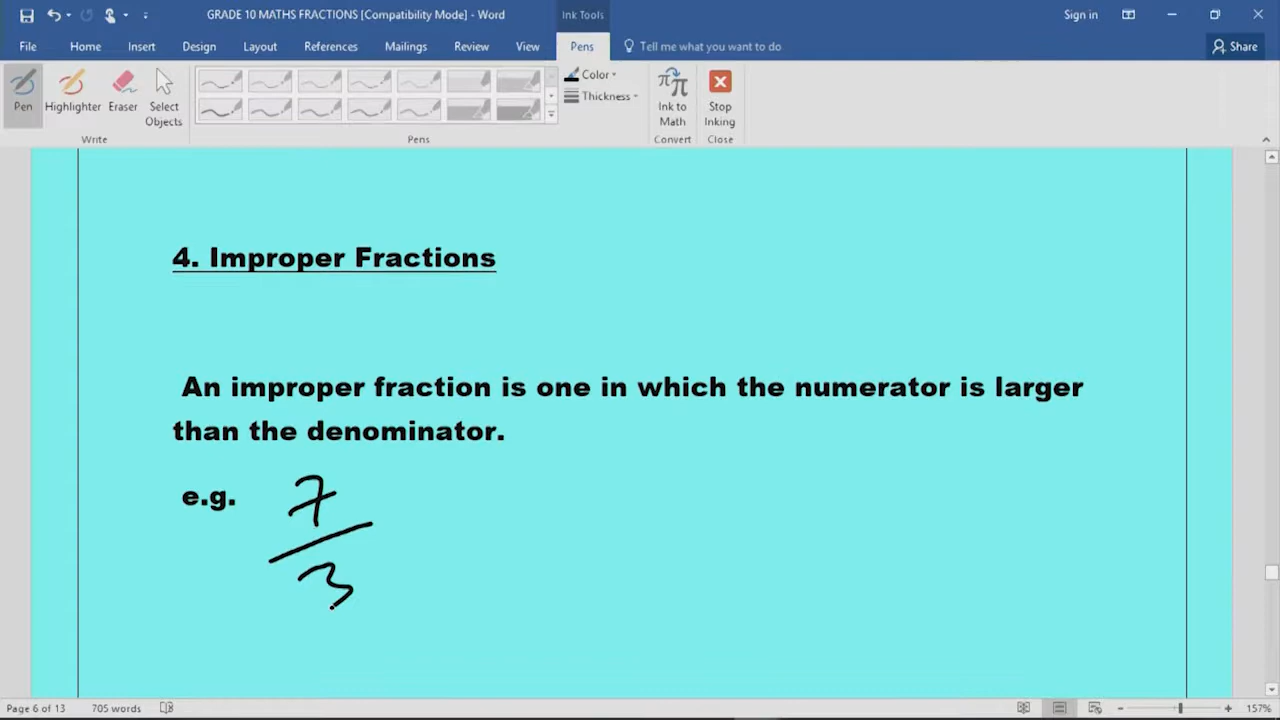 GRADE 10 MATHS FRACTIONS [Compatibility Mode] - Word
Ink Tools
Sign in
File Home Insert Design Layout References Mailings Review View Pens Tell me what you want to do Share
Pen Highlighter Eraser Select Objects
Color
Thickness
Ink to Math
Stop Inking
Write Pens Convert Close
4. Improper Fractions
An improper fraction is one in which the numerator is larger
than the denominator.
e.g. 7
3
Page 6 of 13 705 words 157%